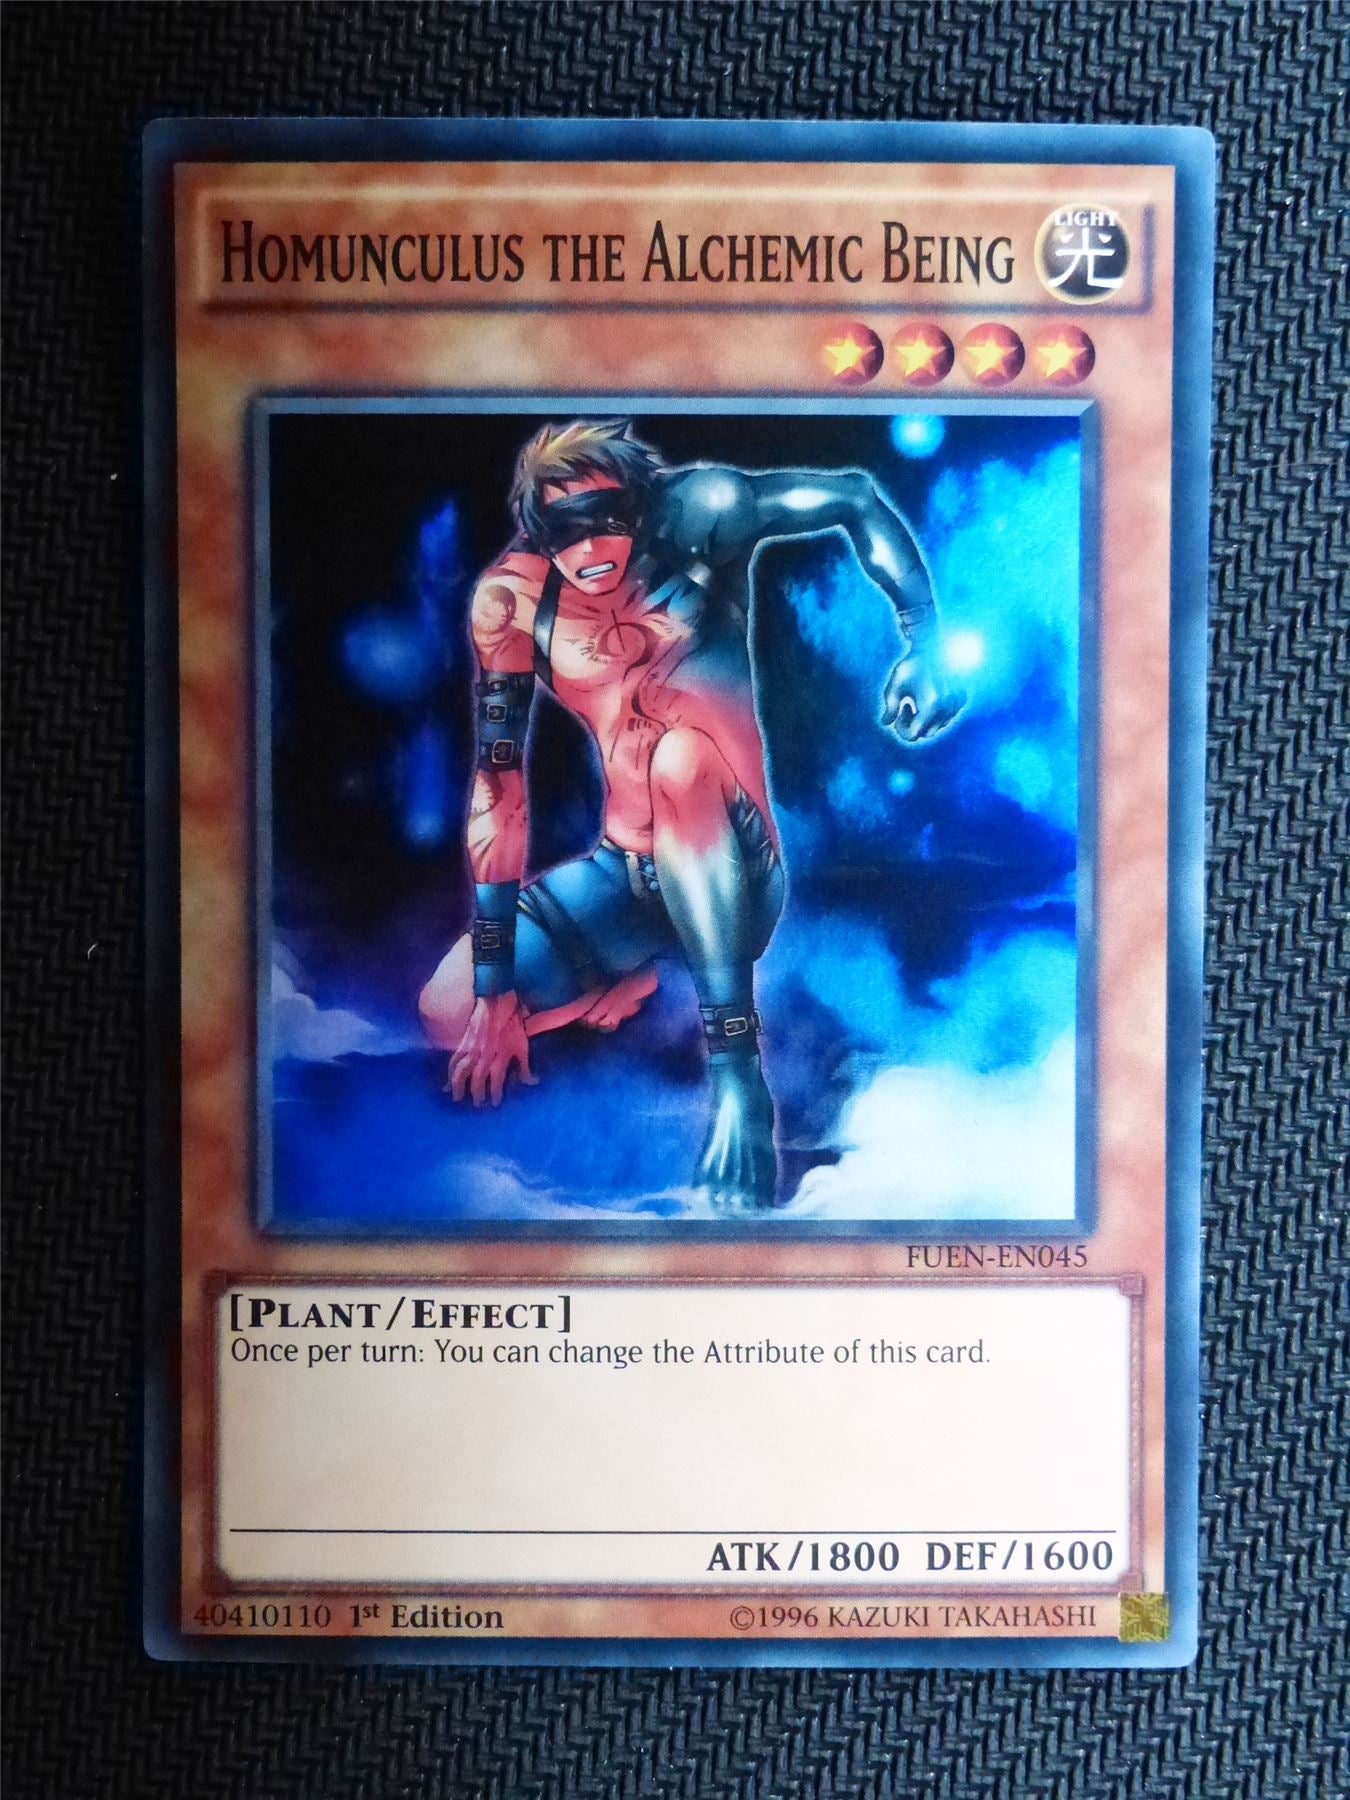 HOMUNCULUS THE ALCHEMIC BEING
LIGHT
光
FUEN-EN045
[PLANT/EFFECT]
Once per turn: You can change the Attribute of this card.
ATK/1800 DEF/1600
40410110 1st Edition ©1996 KAZUKI TAKAHASHI